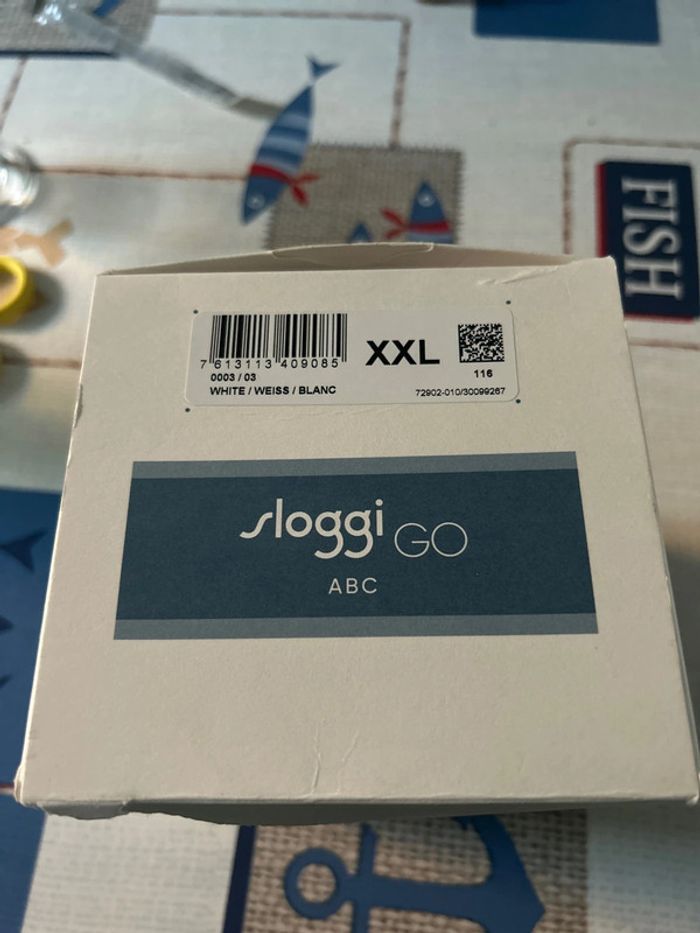 7 613113 409085
XXL
0003 / 03
116
WHITE / WEISS / BLANC
72902-010/30099267
sloggi GO
ABC
FISH